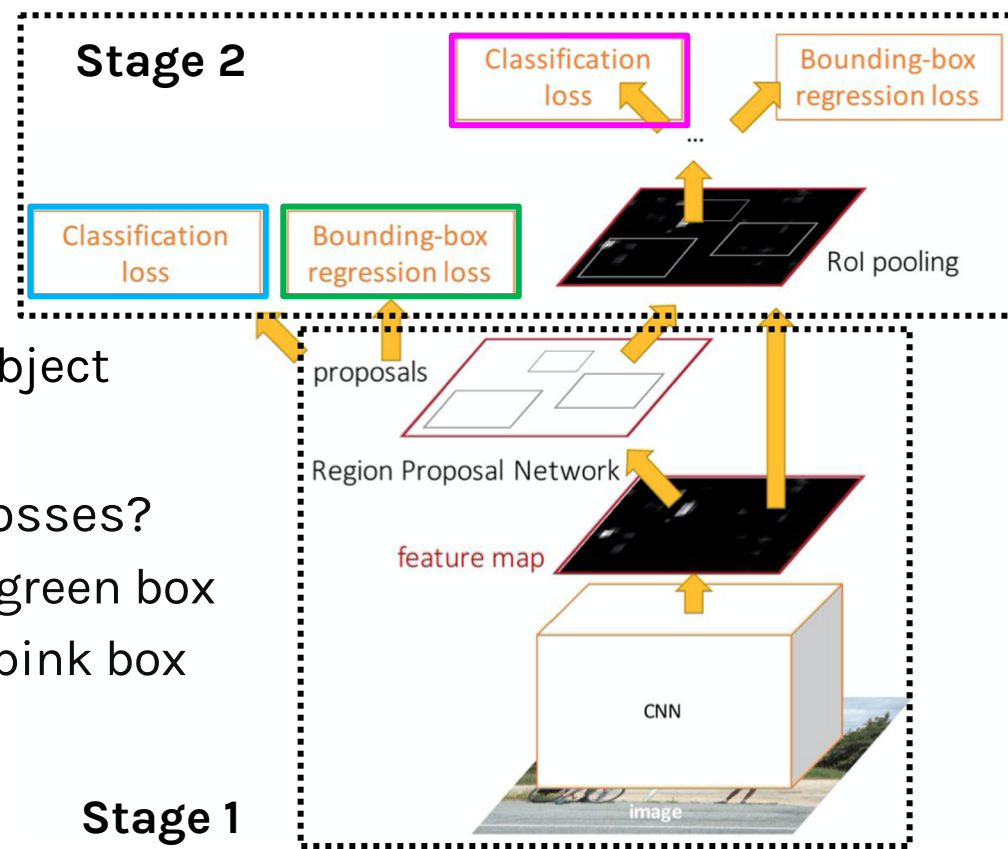 Stage 2
Classification
loss
Bounding-box
regression loss
...
Classification
loss
Bounding-box
regression loss
RoI pooling
proposals
Region Proposal Network
osses?
green box
pink box
feature map
CNN
image
Stage 1